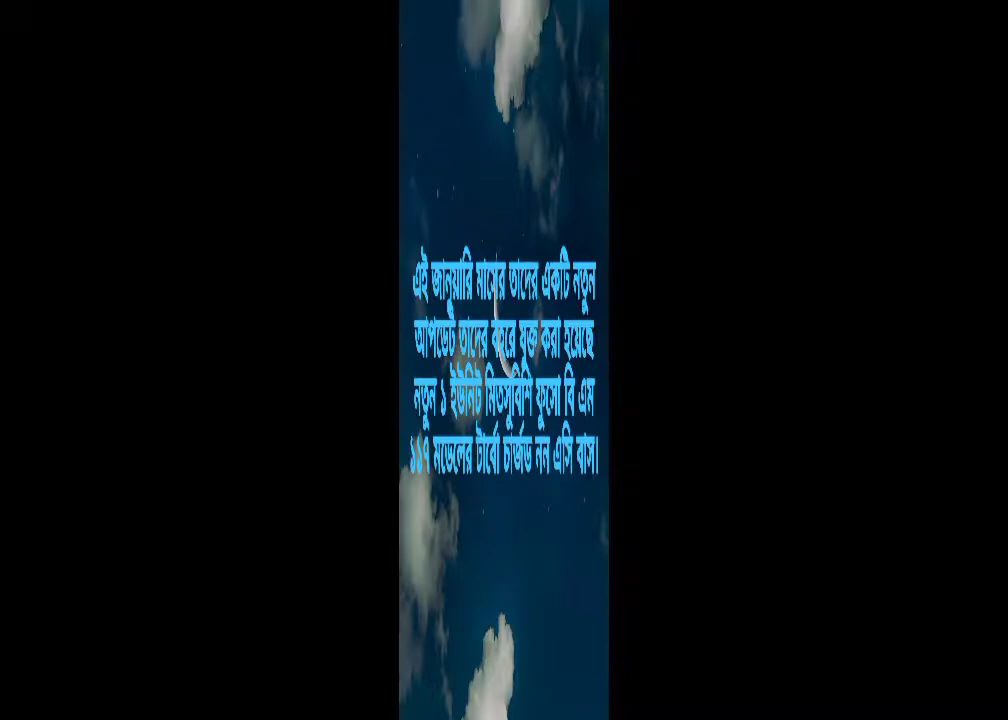 এই জানুয়ারি মাসের তাদের একটি নতুন
আপডেট তাদের বহরে যুক্ত করা হয়েছে
নতুন ১ ইউনিট মিতসুবিশি ফুসো বি এম
১১৭ মডেলের টার্বো চার্জড নন এসি বাস।